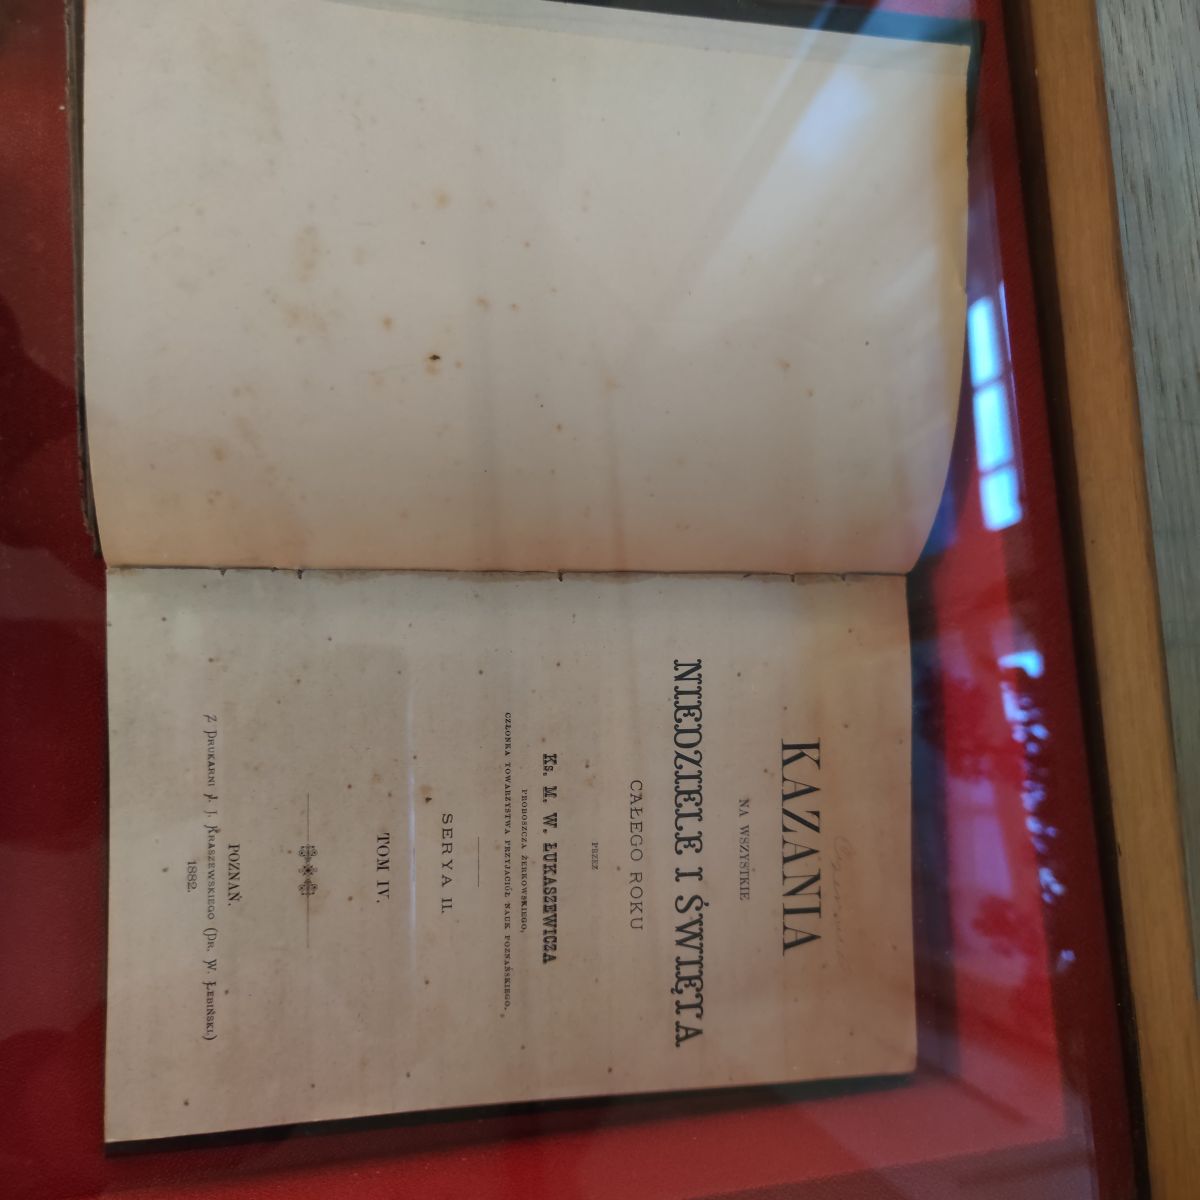 KAZANIA
NA WSZYSTKIE
NIEDZIELE I ŚWIĘTA
CAŁEGO ROKU
PRZEZ
Ks. M. W. ŁUKASZEWICZA
PROBOSZCZA ŻERKOWSKIEGO,
CZŁONKA TOWARZYSTWA PRZYJACIÓŁ NAUK POZNAŃSKIEGO.
SERYA II.
TOM IV.
POZNAŃ.
Z DRUKARNI J. I. KRASZEWSKIEGO (DR. W. ŁEBIŃSKI.)
1882.